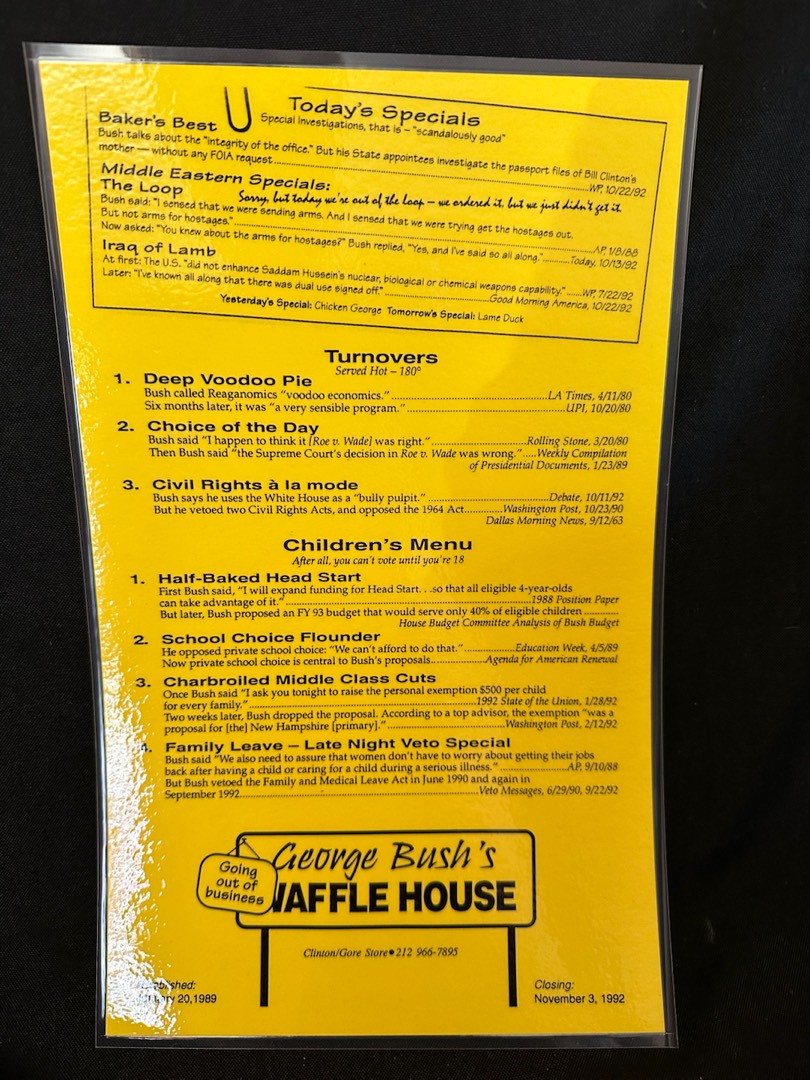 Today's Specials
Special Investigations, that is – "scandalously good"
Baker's Best
Bush talks about the "integrity of the office." But his State appointees investigate the passport files of Bill Clinton's
mother — without any FOIA request....WP, 10/22/92
Middle Eastern Specials:
Sorry, but today we're out of the loop — we ordered it, but we just didn't get it.
The Loop
Bush said: "I sensed that we were sending arms. And I sensed that we were trying get the hostages out.
But not arms for hostages."....AP, 1/8/88
Now asked: "You knew about the arms for hostages?" Bush replied, "Yes, and I've said so all along."....Today, 10/13/92
Iraq of Lamb
At first: The U.S. "did not enhance Saddam Hussein's nuclear, biological or chemical weapons capability."....WP, 7/22/92
Later: "I've known all along that there was dual use signed off."....Good Morning America, 10/22/92
Yesterday's Special: Chicken George Tomorrow's Special: Lame Duck
Turnovers
Served Hot – 180°
1. Deep Voodoo Pie
Bush called Reaganomics "voodoo economics."....LA Times, 4/11/80
Six months later, it was "a very sensible program."....UPI, 10/20/80
2. Choice of the Day
Bush said "I happen to think it [Roe v. Wade] was right."....Rolling Stone, 3/20/80
Then Bush said "the Supreme Court's decision in Roe v. Wade was wrong."....Weekly Compilation
of Presidential Documents, 1/23/89
3. Civil Rights à la mode
Bush says he uses the White House as a "bully pulpit."....Debate, 10/11/92
But he vetoed two Civil Rights Acts, and opposed the 1964 Act....Washington Post, 10/23/90
Dallas Morning News, 9/12/63
Children's Menu
After all, you can't vote until you're 18
1. Half-Baked Head Start
First Bush said, "I will expand funding for Head Start. . .so that all eligible 4-year-olds
can take advantage of it."....1988 Position Paper
But later, Bush proposed an FY 93 budget that would serve only 40% of eligible children....
House Budget Committee Analysis of Bush Budget
2. School Choice Flounder
He opposed private school choice: "We can't afford to do that."....Education Week, 4/5/89
Now private school choice is central to Bush's proposals....Agenda for American Renewal
3. Charbroiled Middle Class Cuts
Once Bush said "I ask you tonight to raise the personal exemption $500 per child
for every family."....1992 State of the Union, 1/28/92
Two weeks later, Bush dropped the proposal. According to a top advisor, the exemption "was a
proposal for [the] New Hampshire [primary]."....Washington Post, 2/12/92
4. Family Leave – Late Night Veto Special
Bush said "We also need to assure that women don't have to worry about getting their jobs
back after having a child or caring for a child during a serious illness."....AP, 9/10/88
But Bush vetoed the Family and Medical Leave Act in June 1990 and again in
September 1992....Veto Messages, 6/29/90, 9/22/92
George Bush's
WAFFLE HOUSE
Going
out of
business
Clinton/Gore Store●212 966-7895
Established:
January 20,1989
Closing:
November 3, 1992